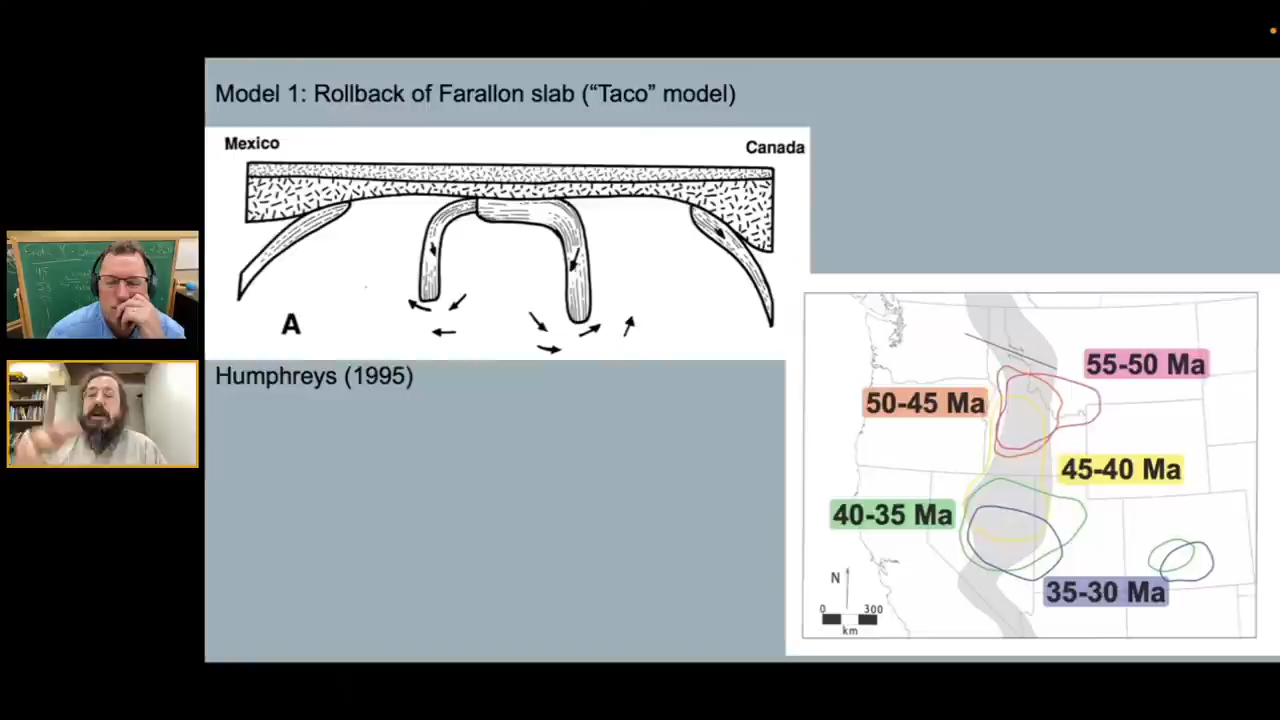 Model 1: Rollback of Farallon slab (“Taco” model)
Mexico
Canada
A
Humphreys (1995)
55-50 Ma
50-45 Ma
45-40 Ma
40-35 Ma
35-30 Ma
N
0 300
km